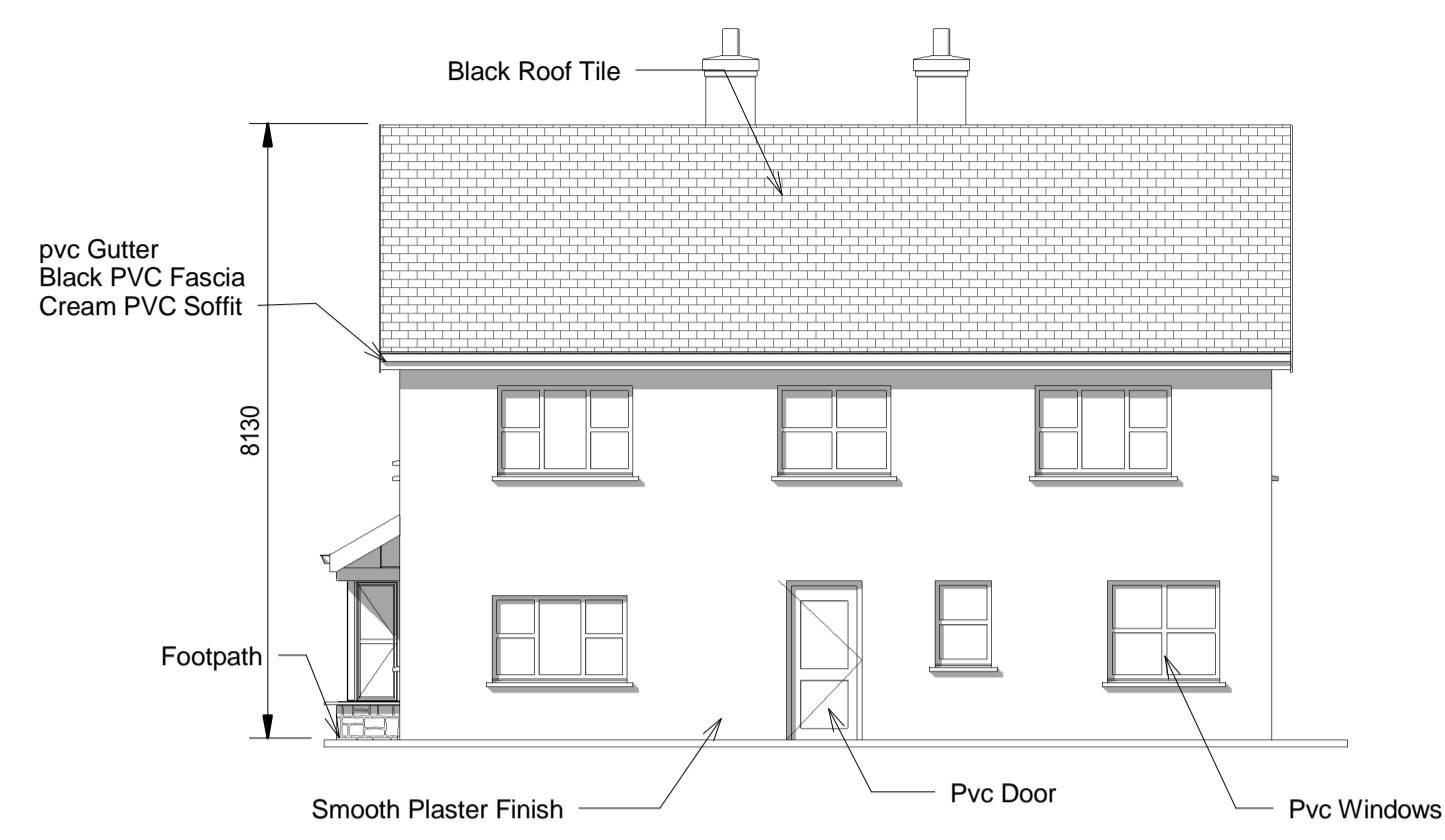 Black Roof Tile
pvc Gutter
Black PVC Fascia
Cream PVC Soffit
8130
Footpath
Smooth Plaster Finish
Pvc Door
Pvc Windows